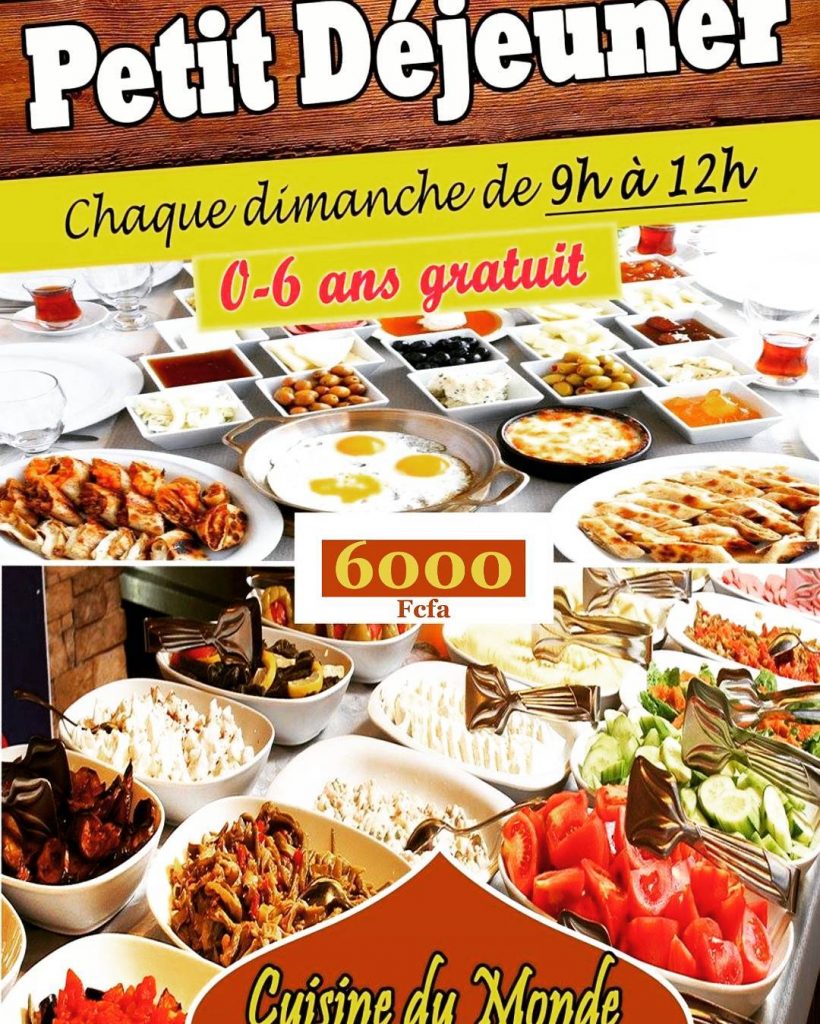 Petit Déjeuner
Chaque dimanche de 9h à 12h
0-6 ans gratuit
6000
Fcfa
Cuisine du Monde